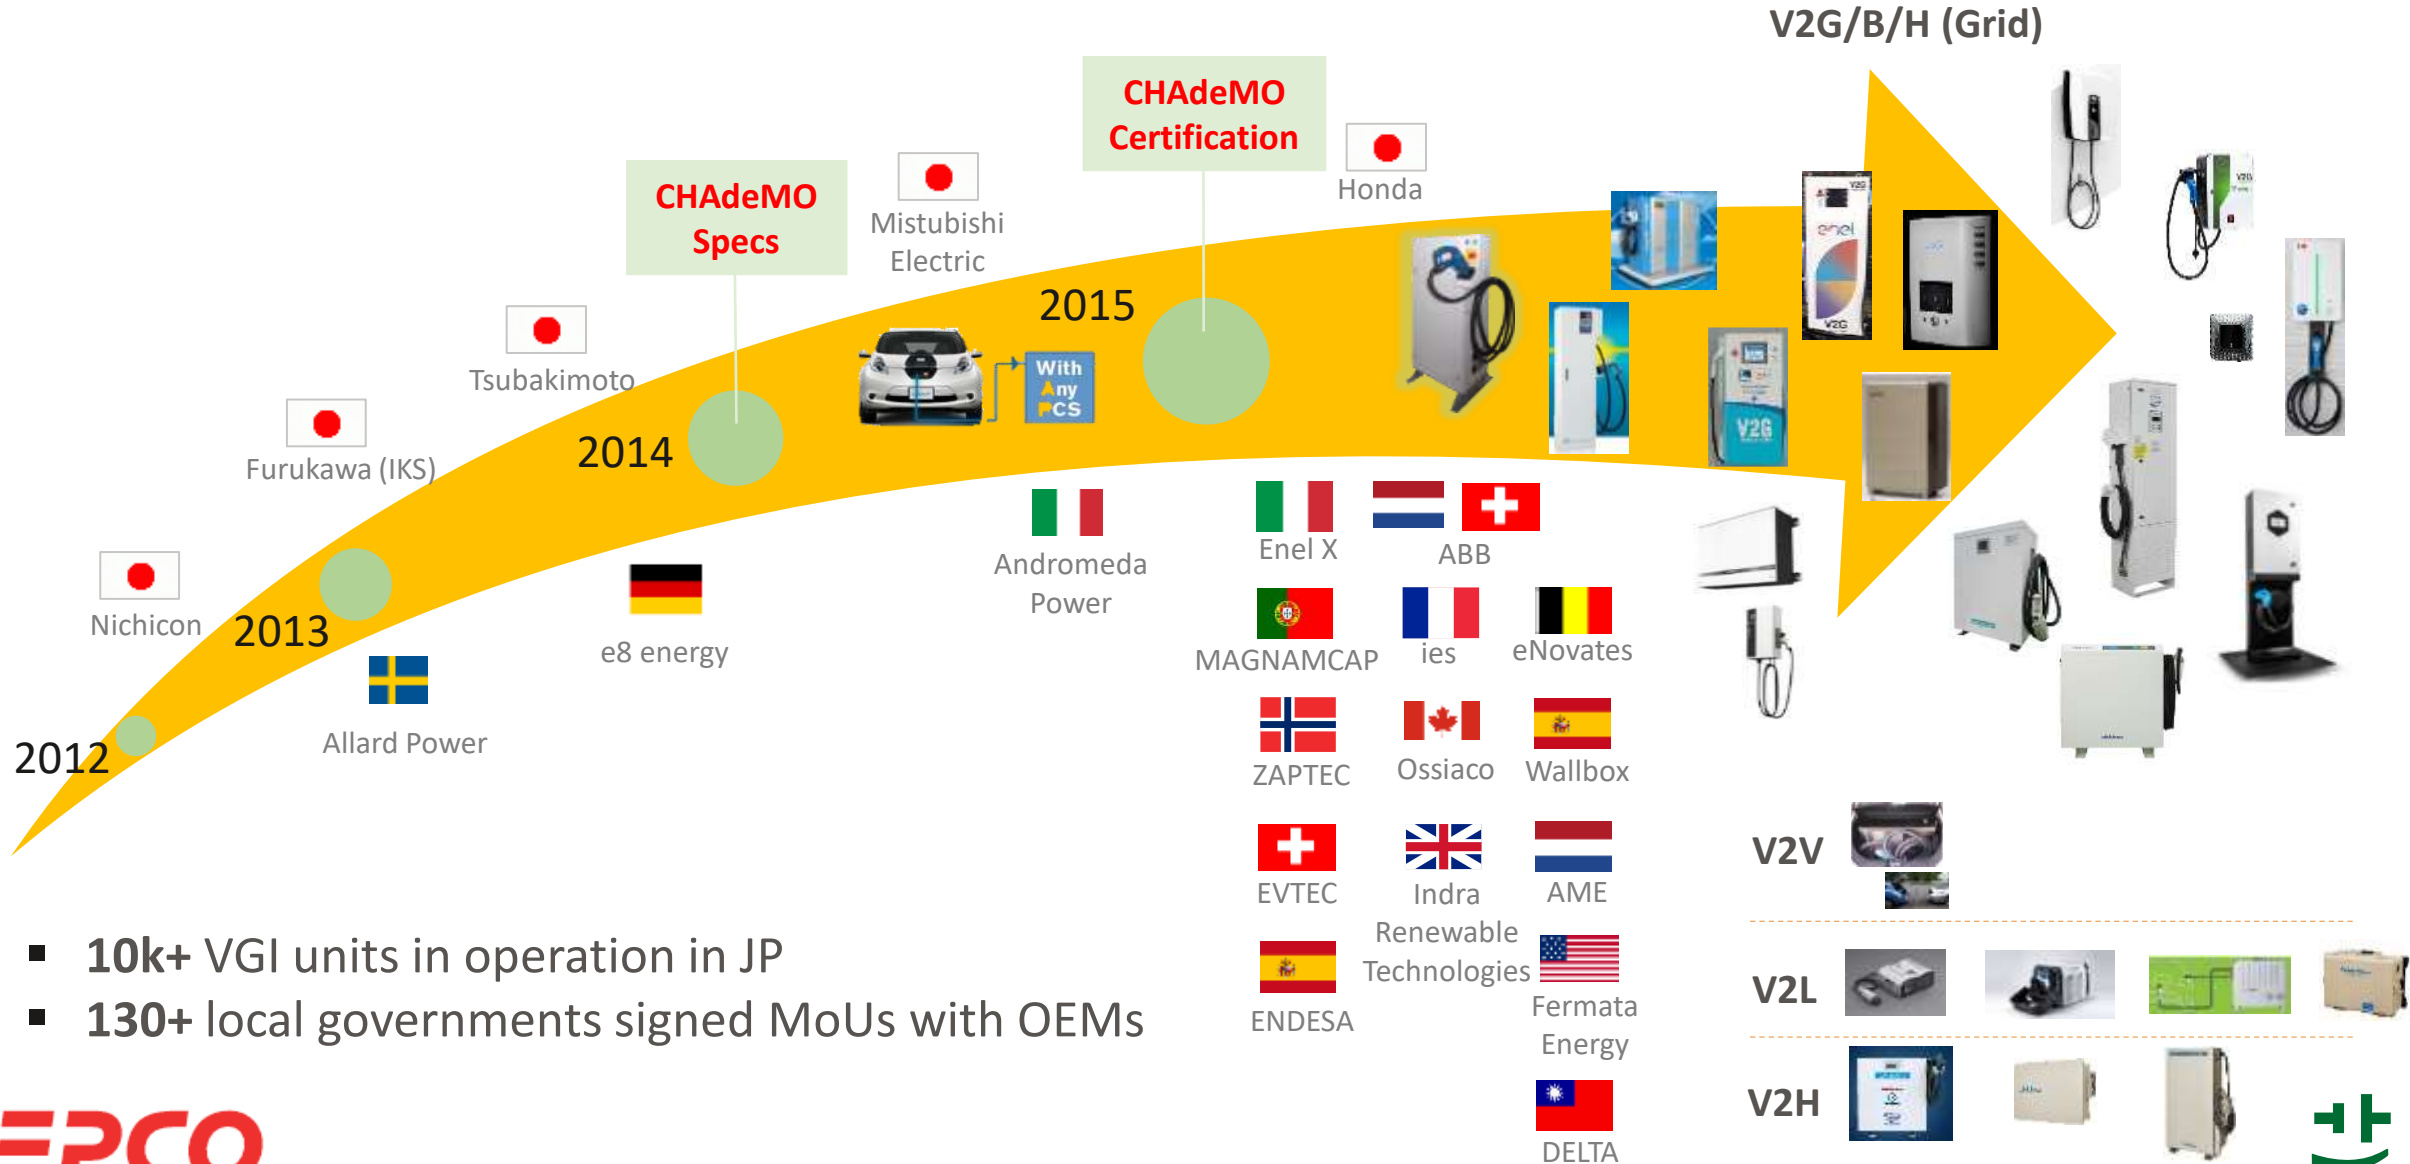 V2G/B/H (Grid)
CHAdeMO
Certification
CHAdeMO
Specs
Honda
Mistubishi
Electric
Tsubakimoto
Furukawa (IKS)
Nichicon
2012
2013
2014
2015
With
Any
PCS
enel
V2G
V2G
V2G
Allard Power
e8 energy
Andromeda
Power
Enel X
ABB
MAGNAMCAP
ies
eNovates
ZAPTEC
Ossiaco
Wallbox
EVTEC
Indra
Renewable
Technologies
AME
ENDESA
Fermata
Energy
DELTA
10k+ VGI units in operation in JP
130+ local governments signed MoUs with OEMs
V2V
V2L
V2H